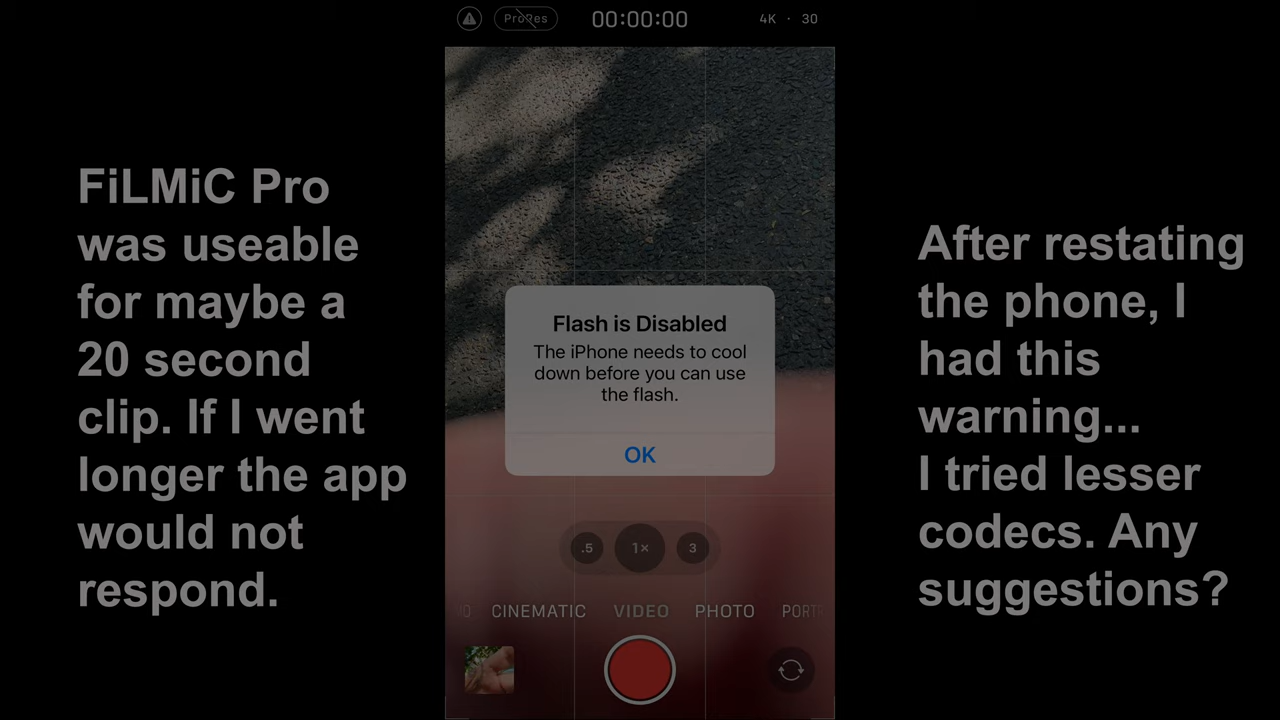 ProRes
00:00:00
4K · 30
FiLMiC Pro
was useable
for maybe a
20 second
clip. If I went
longer the app
would not
respond.
Flash is Disabled
The iPhone needs to cool
down before you can use
the flash.
OK
After restating
the phone, I
had this
warning...
I tried lesser
codecs. Any
suggestions?
.5 1× 3
CINEMATIC VIDEO PHOTO